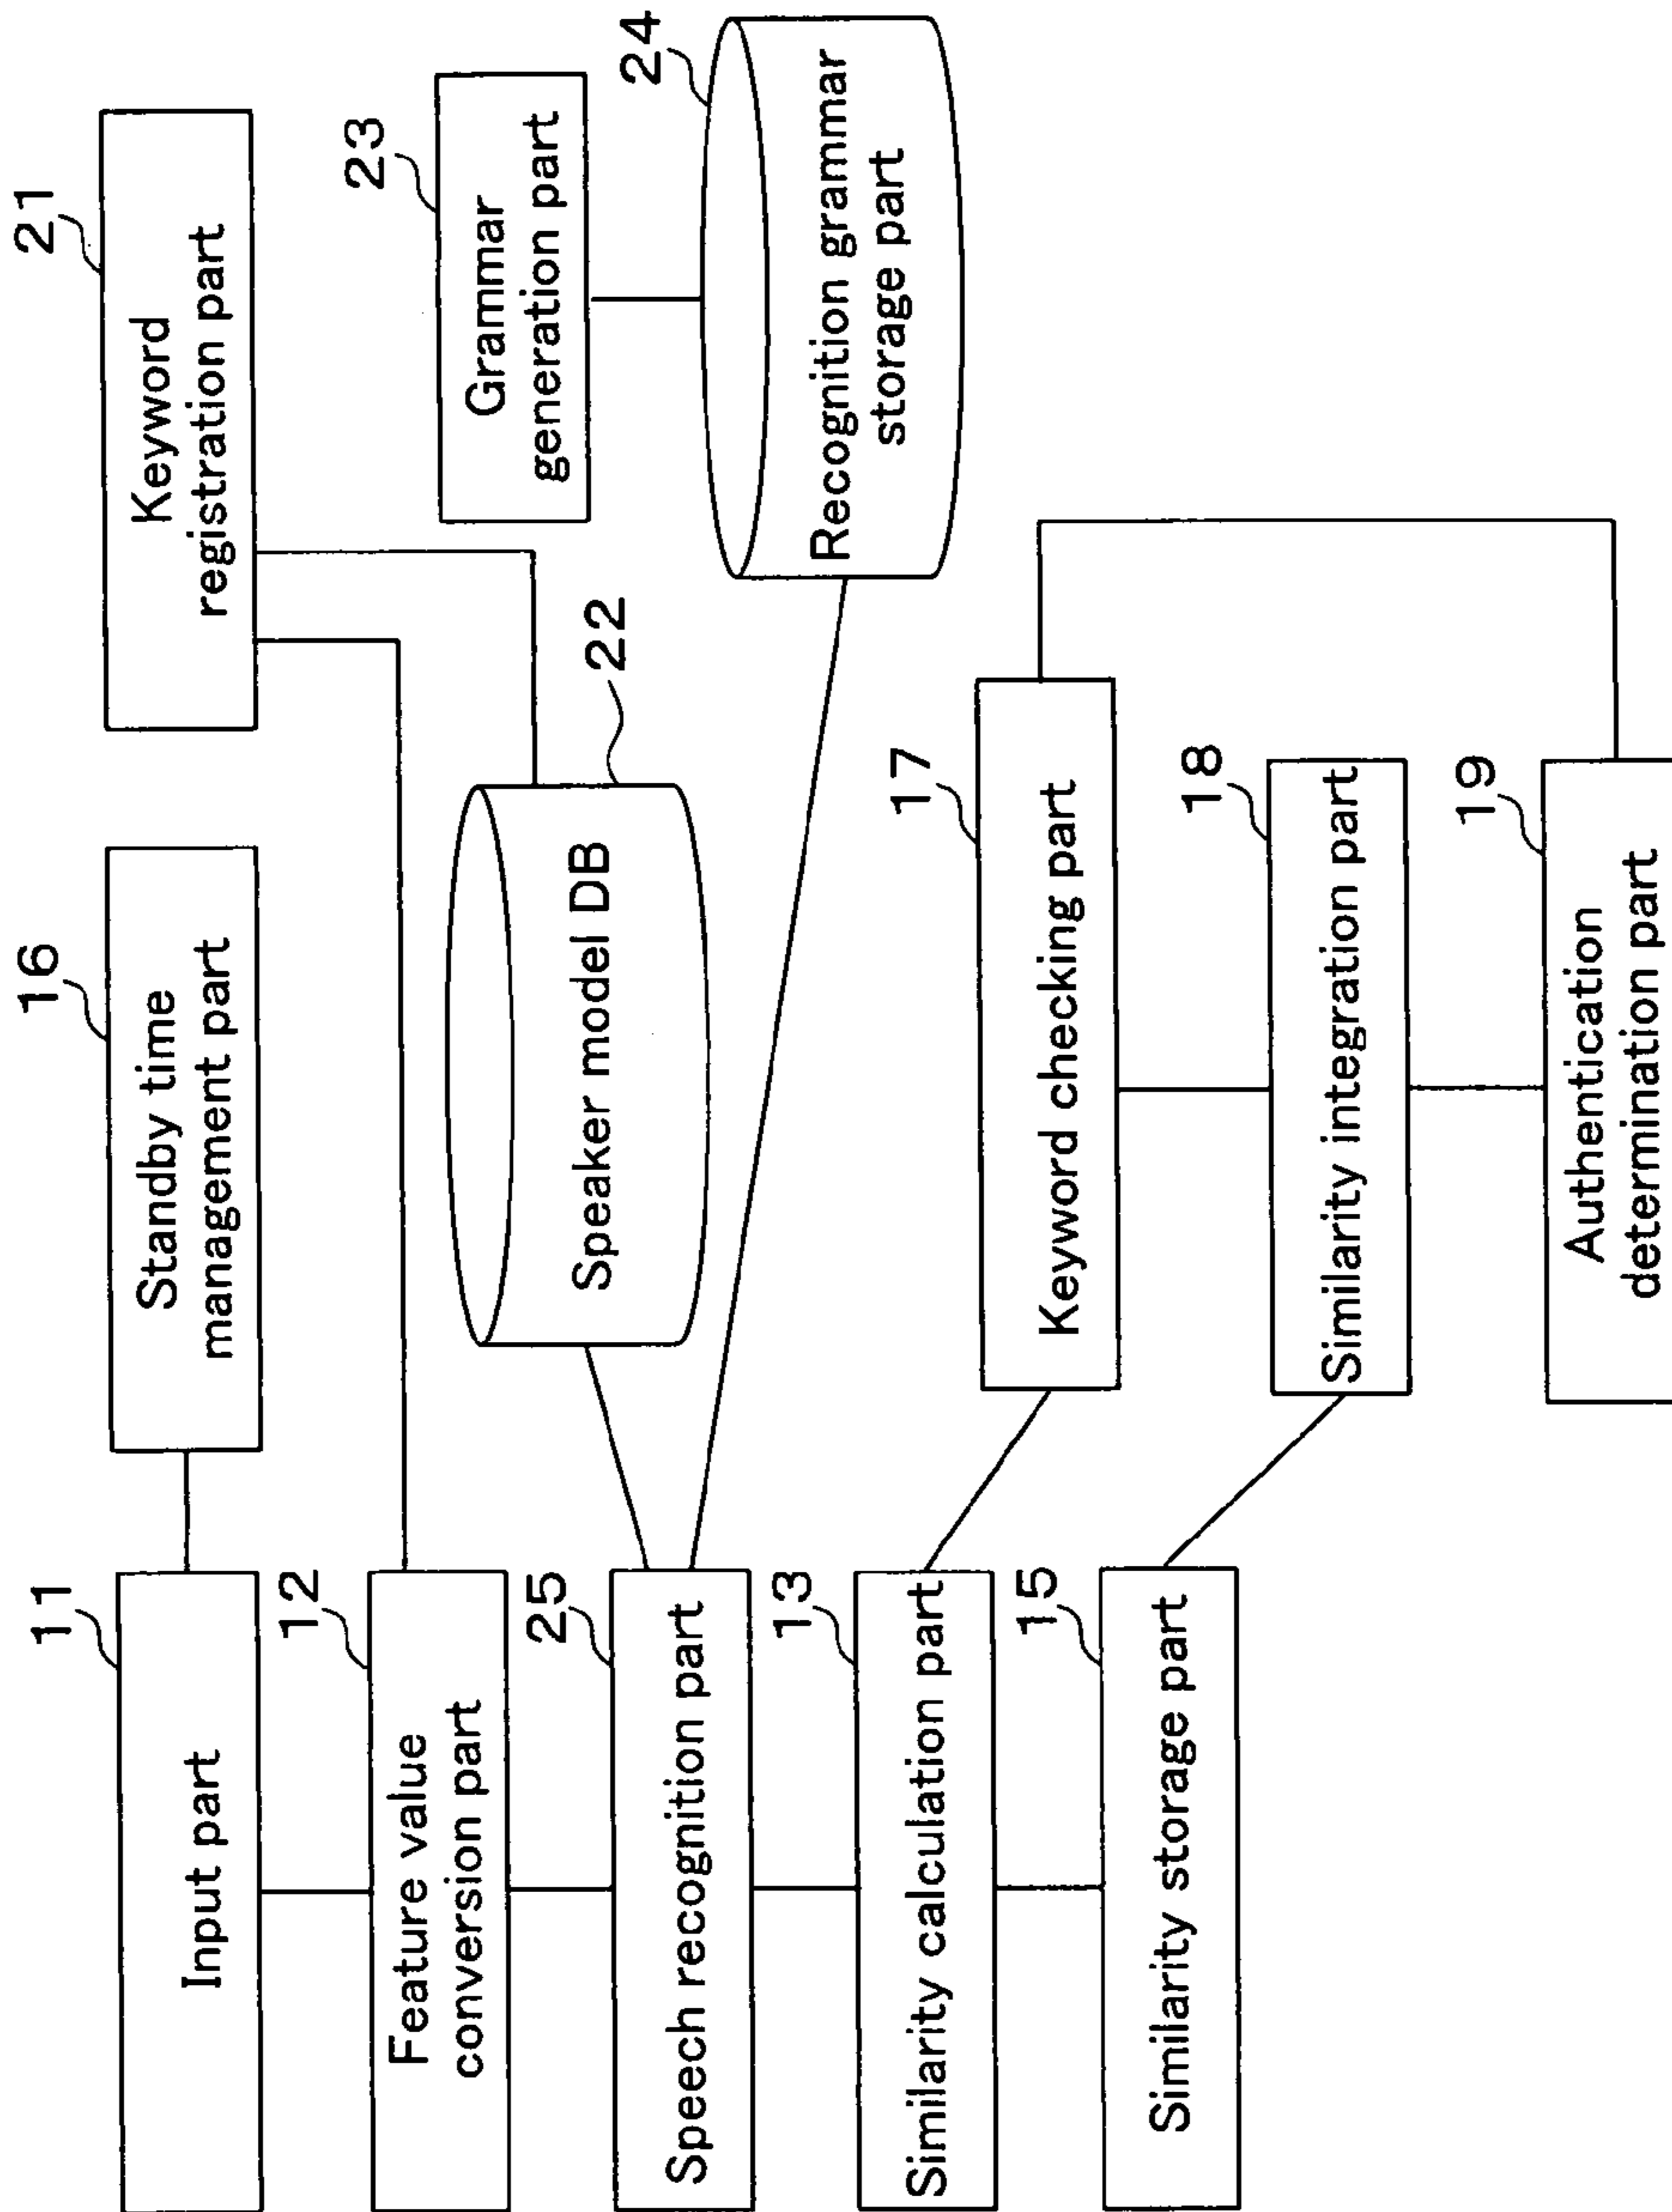 11
Input part
16
Standby time
management part
21
Keyword
registration part
12
Feature value
conversion part
22
Speaker model DB
23
Grammar
generation part
25
Speech recognition part
24
Recognition grammar
storage part
13
Similarity calculation part
17
Keyword checking part
15
Similarity storage part
18
Similarity integration part
19
Authentication
determination part